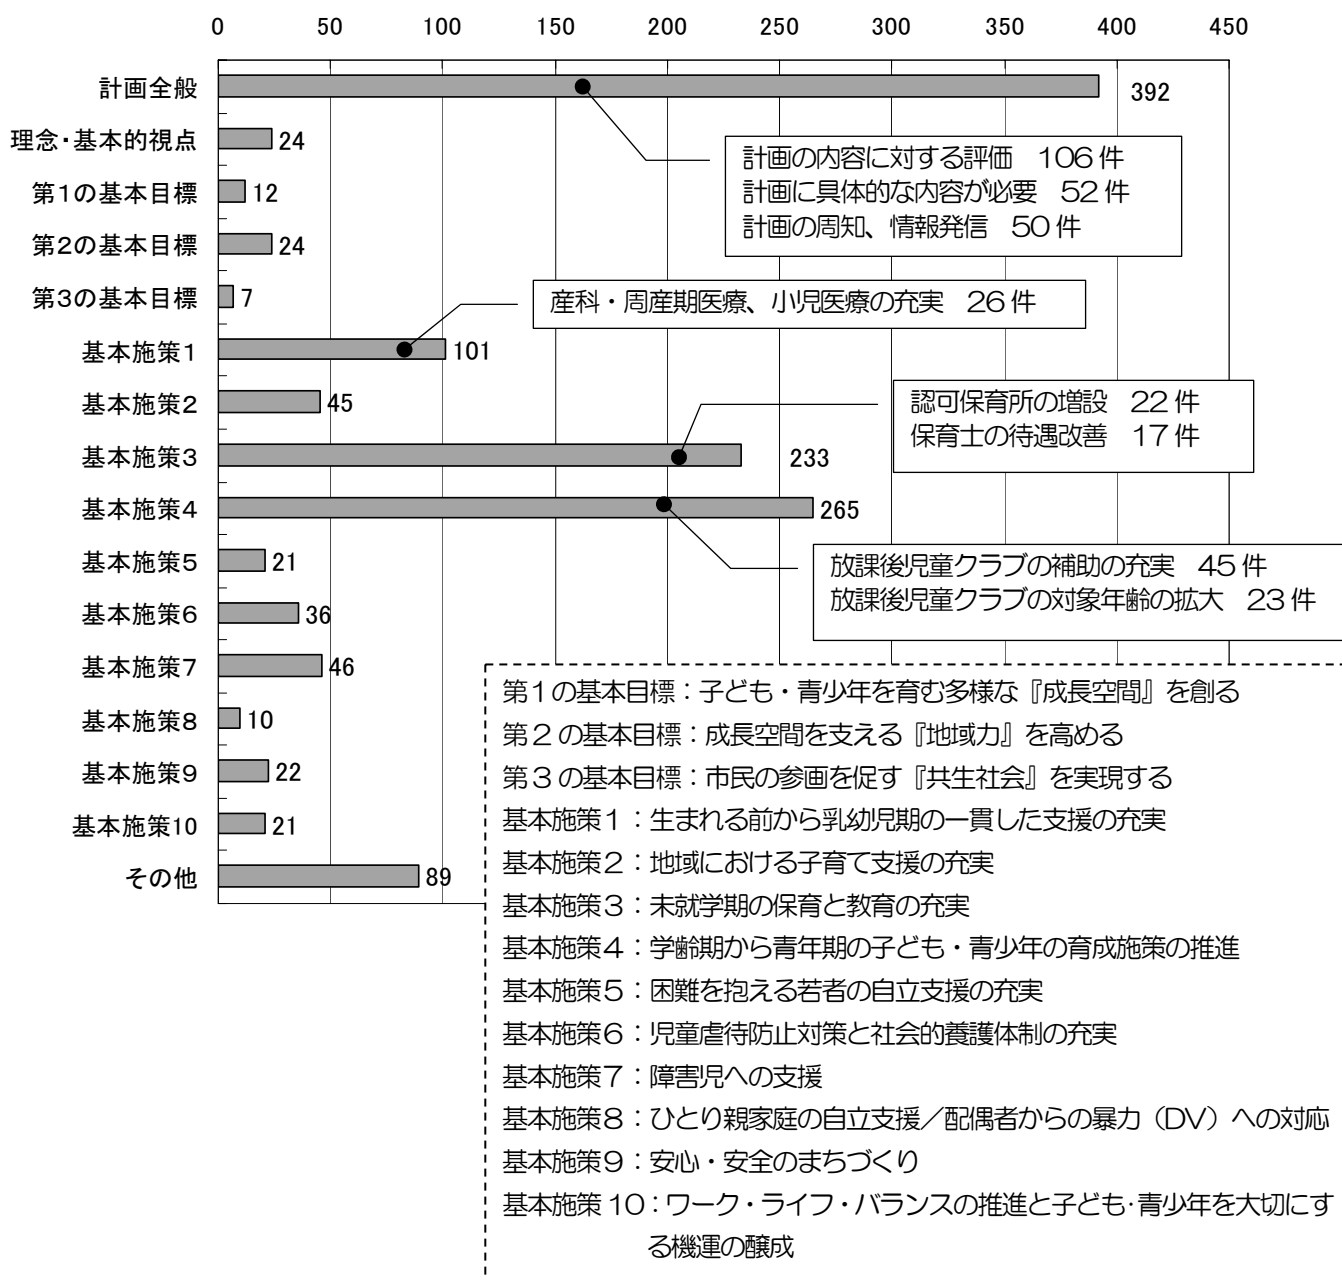 0 50 100 150 200 250 300 350 400 450
計画全般 392
計画の内容に対する評価 106件
計画に具体的な内容が必要 52件
計画の周知、情報発信 50件
理念・基本的視点 24
第1の基本目標 12
第2の基本目標 24
第3の基本目標 7
産科・周産期医療、小児医療の充実 26件
基本施策1 101
基本施策2 45
認可保育所の増設 22件
保育士の待遇改善 17件
基本施策3 233
基本施策4 265
放課後児童クラブの補助の充実 45件
放課後児童クラブの対象年齢の拡大 23件
基本施策5 21
基本施策6 36
基本施策7 46
基本施策8 10
基本施策9 22
基本施策10 21
その他 89
第1の基本目標：子ども・青少年を育む多様な『成長空間』を創る
第2の基本目標：成長空間を支える『地域力』を高める
第3の基本目標：市民の参画を促す『共生社会』を実現する
基本施策1：生まれる前から乳幼児期の一貫した支援の充実
基本施策2：地域における子育て支援の充実
基本施策3：未就学期の保育と教育の充実
基本施策4：学齢期から青年期の子ども・青少年の育成施策の推進
基本施策5：困難を抱える若者の自立支援の充実
基本施策6：児童虐待防止対策と社会的養護体制の充実
基本施策7：障害児への支援
基本施策8：ひとり親家庭の自立支援／配偶者からの暴力（DV）への対応
基本施策9：安心・安全のまちづくり
基本施策10：ワーク・ライフ・バランスの推進と子ども・青少年を大切にす
る機運の醸成